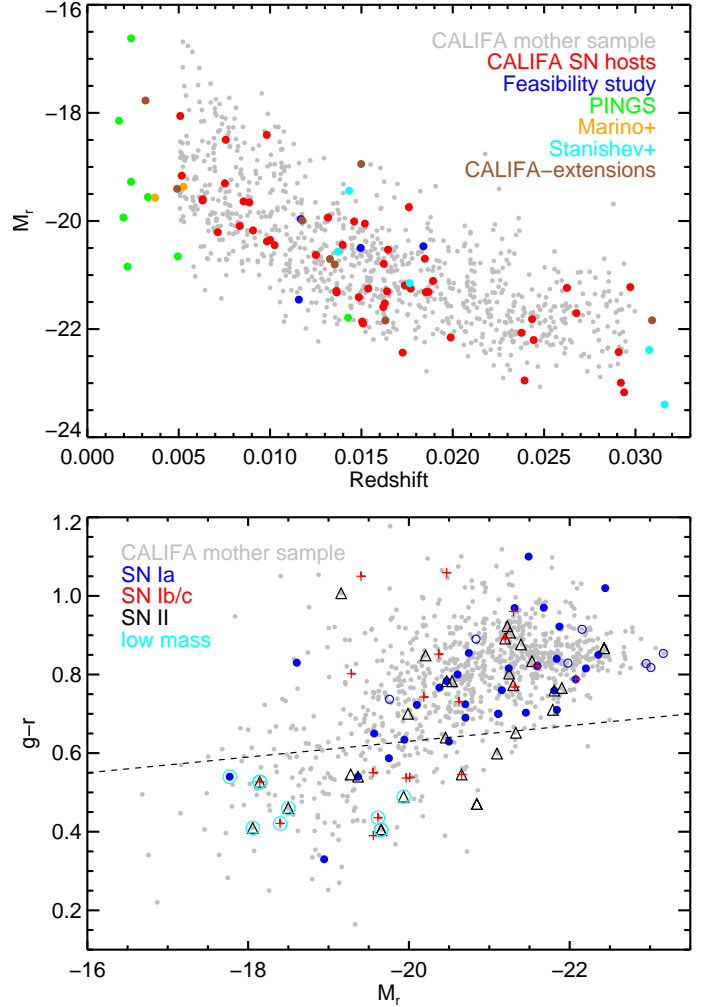 −16
−18
−20
−22
−24
M_r
CALIFA mother sample
CALIFA SN hosts
Feasibility study
PINGS
Marino+
Stanishev+
CALIFA−extensions
0.000 0.005 0.010 0.015 0.020 0.025 0.030
Redshift
1.2
1.0
0.8
0.6
0.4
0.2
g−r
CALIFA mother sample
SN Ia
SN Ib/c
SN II
low mass
−16 −18 −20 −22
M_r